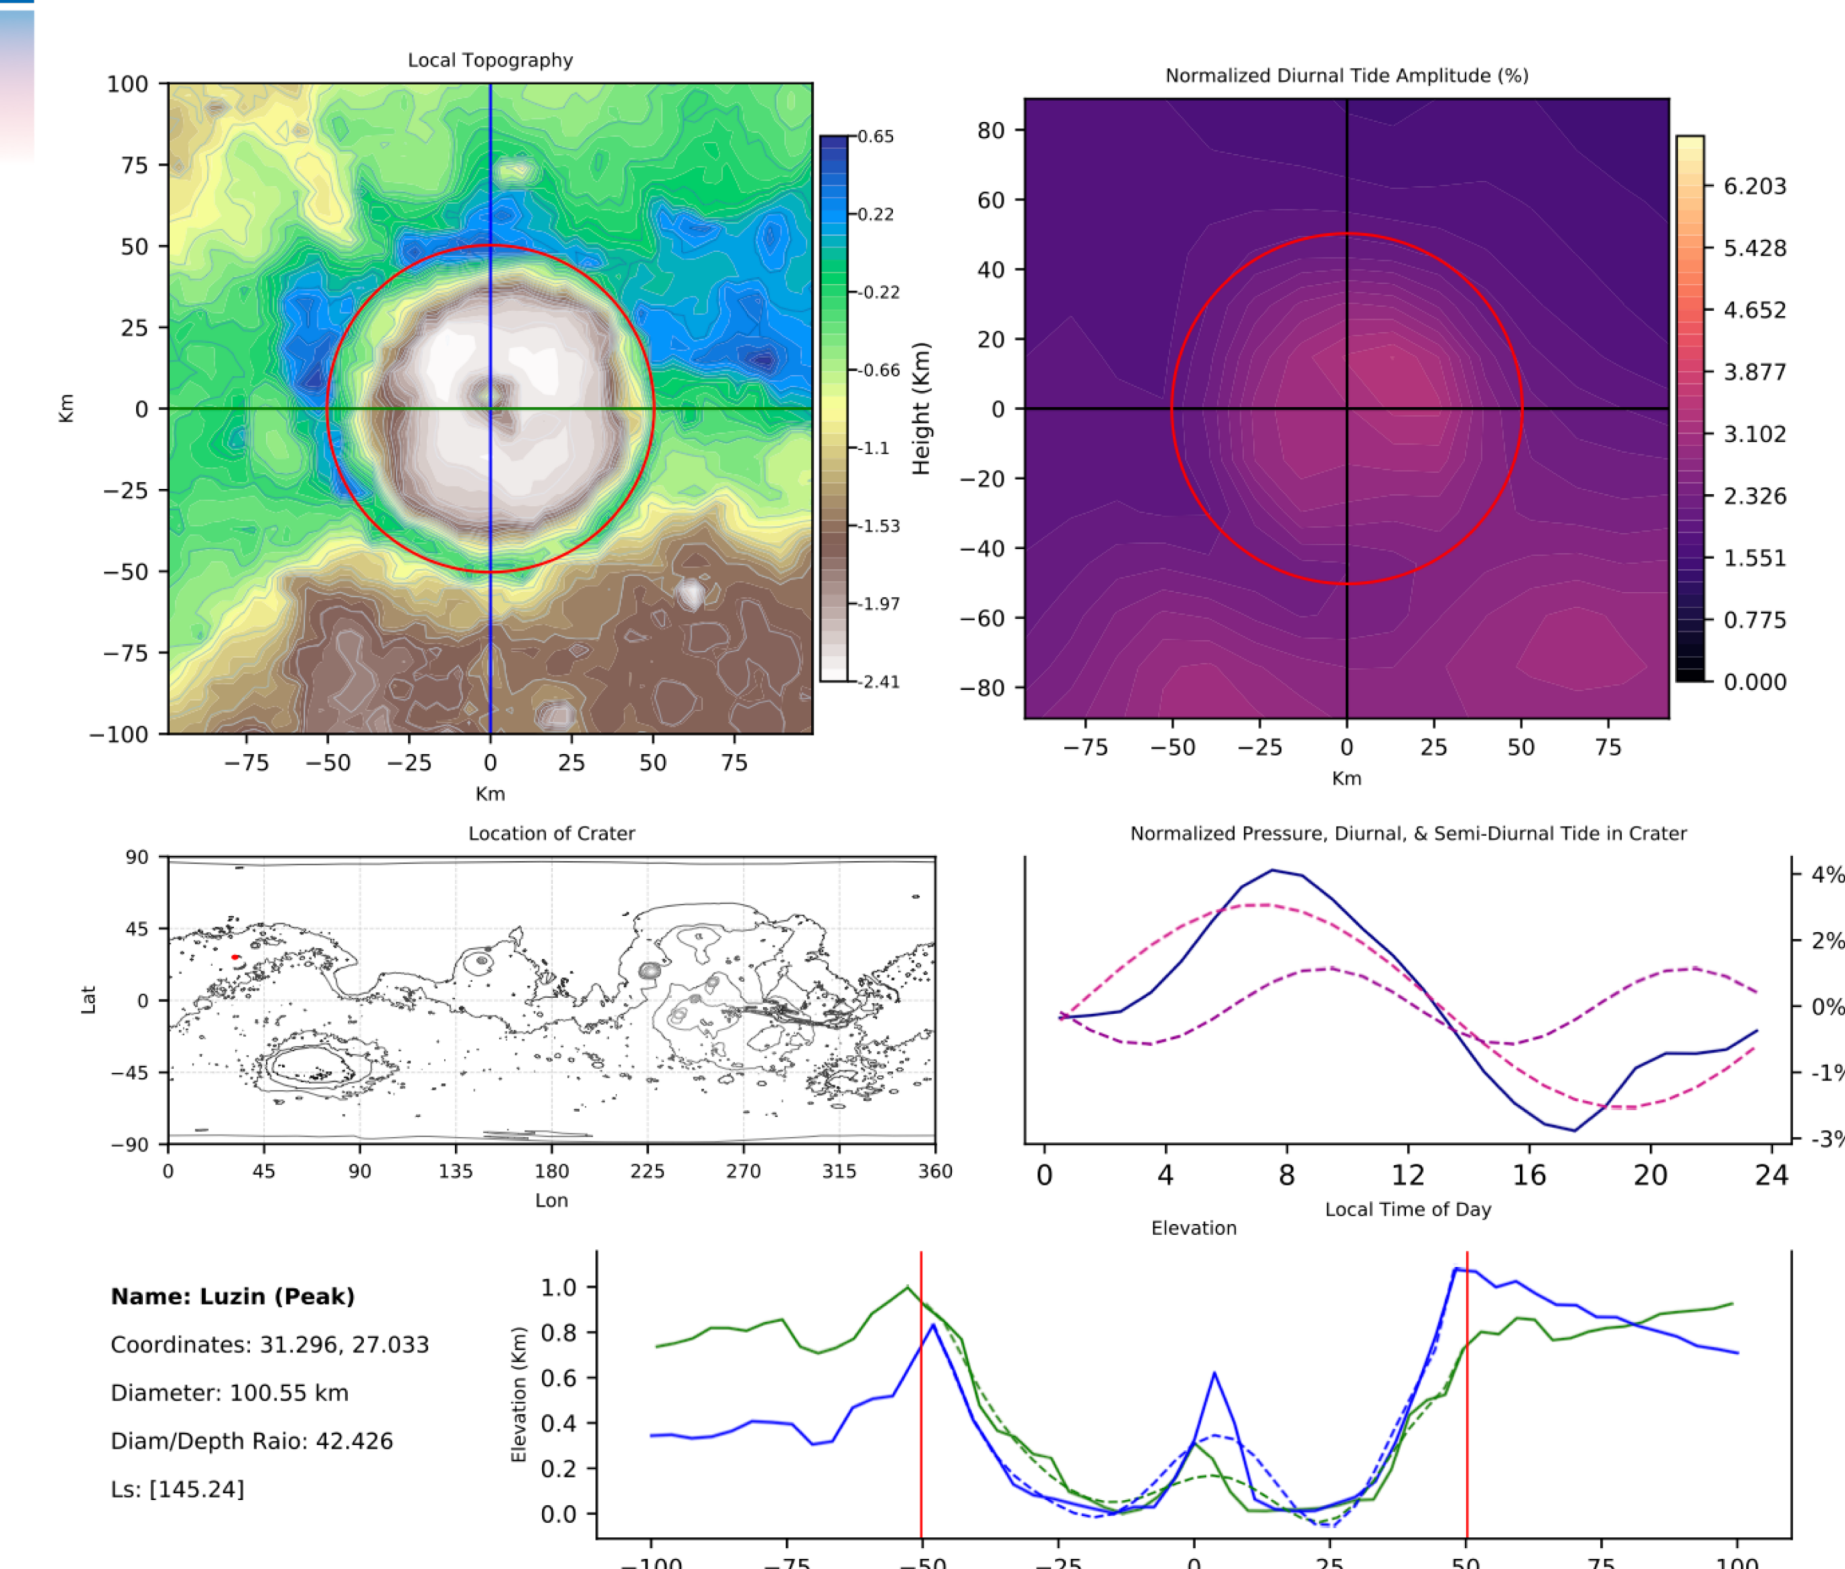 Local Topography
100
75
50
25
0
−25
−50
−75
−100
Km
−75 −50 −25 0 25 50 75
Km
0.65
0.22
-0.22
-0.66
-1.1
-1.53
-1.97
-2.41
Height (Km)
Normalized Diurnal Tide Amplitude (%)
80
60
40
20
0
−20
−40
−60
−80
−75 −50 −25 0 25 50 75
Km
6.203
5.428
4.652
3.877
3.102
2.326
1.551
0.775
0.000
Location of Crater
90
45
0
−45
−90
Lat
0 45 90 135 180 225 270 315 360
Lon
Normalized Pressure, Diurnal, & Semi-Diurnal Tide in Crater
4%
2%
0%
-1%
-3%
0 4 8 12 16 20 24
Local Time of Day
Name: Luzin (Peak)
Coordinates: 31.296, 27.033
Diameter: 100.55 km
Diam/Depth Raio: 42.426
Ls: [145.24]
Elevation
Elevation (Km)
1.0
0.8
0.6
0.4
0.2
0.0
−100 −75 −50 −25 0 25 50 75 100